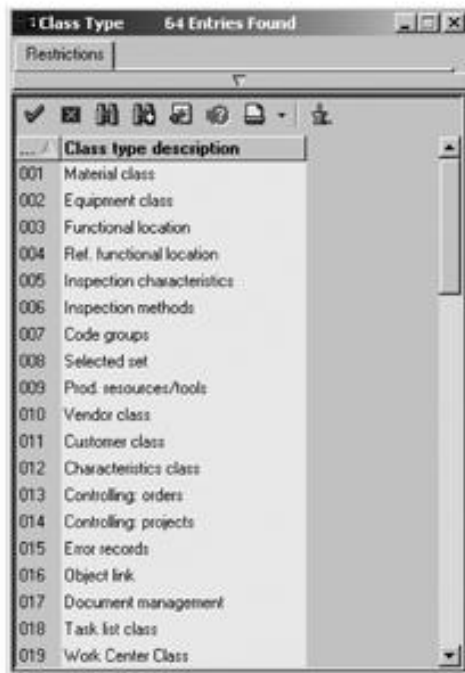 Class Type 64 Entries Found
Restrictions
... Class type description
001 Material class
002 Equipment class
003 Functional location
004 Ref. functional location
005 Inspection characteristics
006 Inspection methods
007 Code groups
008 Selected set
009 Prod. resources/tools
010 Vendor class
011 Customer class
012 Characteristics class
013 Controlling: orders
014 Controlling: projects
015 Error records
016 Object link
017 Document management
018 Task list class
019 Work Center Class